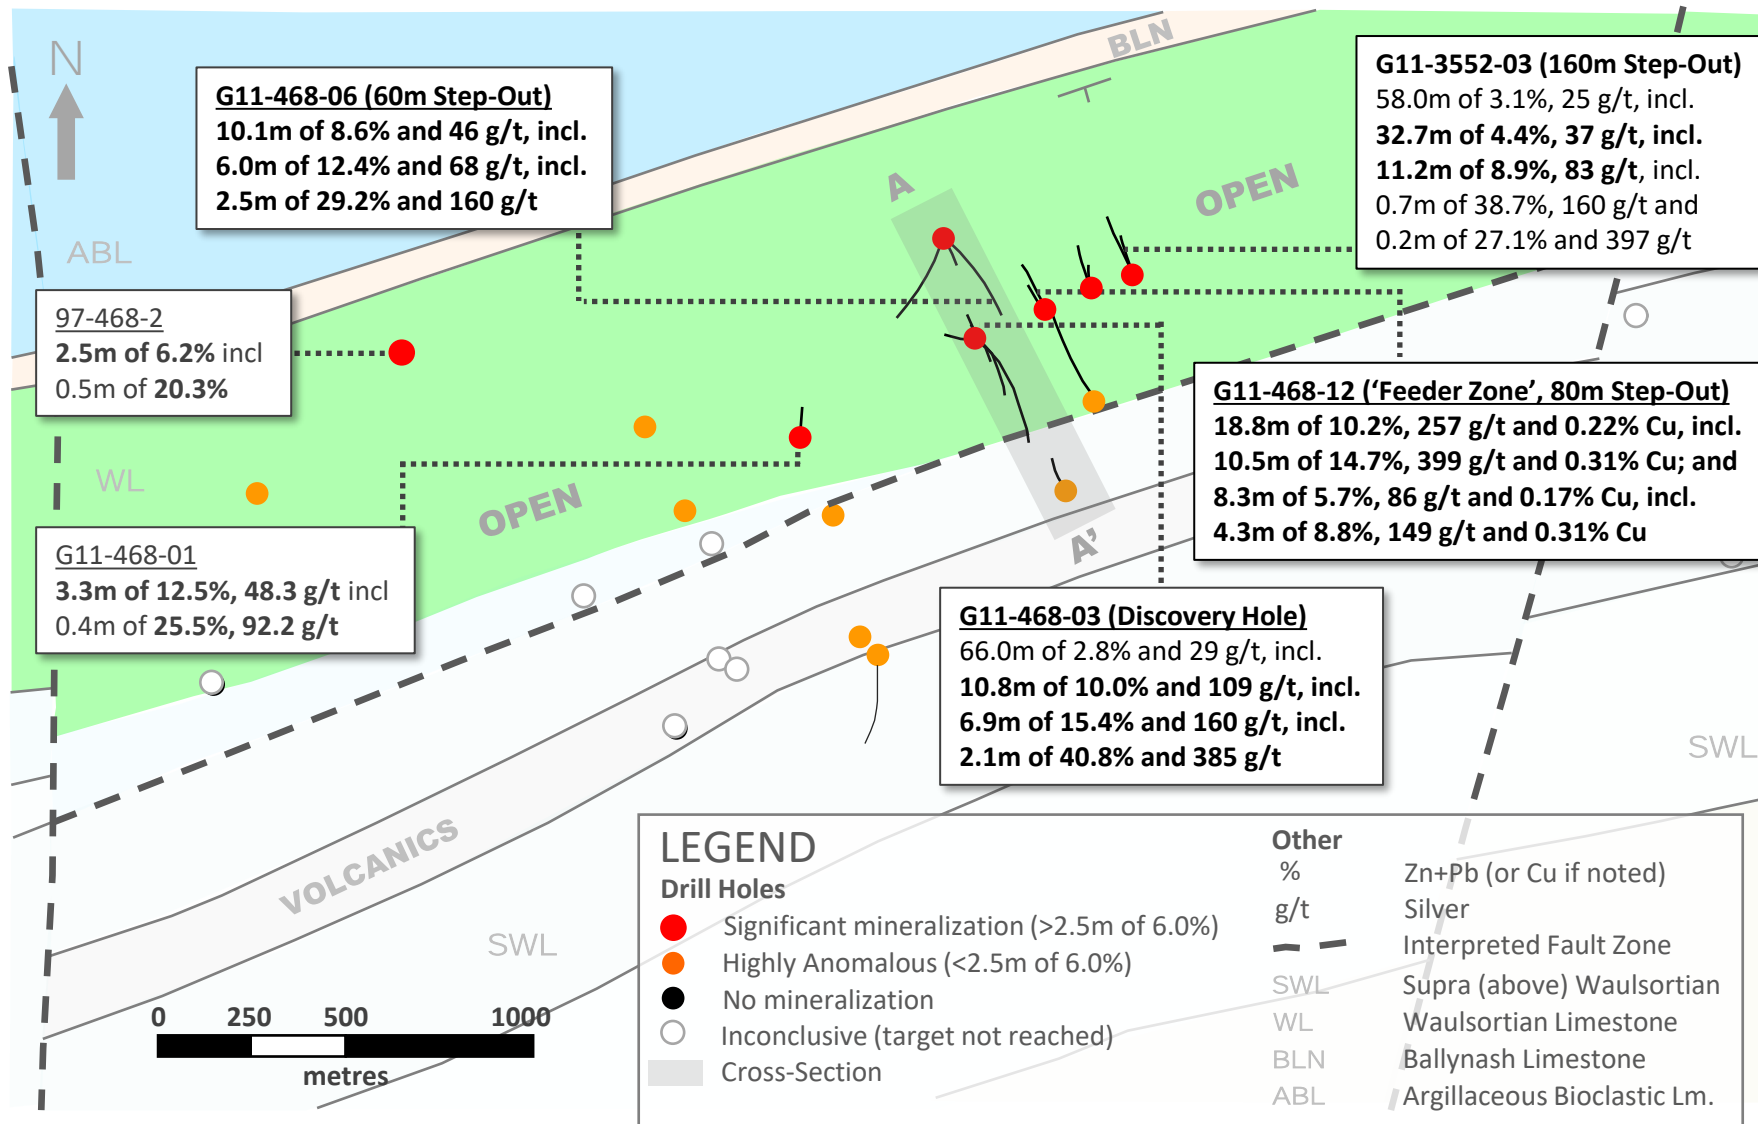 N
BLN
G11-468-06 (60m Step-Out)
10.1m of 8.6% and 46 g/t, incl.
6.0m of 12.4% and 68 g/t, incl.
2.5m of 29.2% and 160 g/t
G11-3552-03 (160m Step-Out)
58.0m of 3.1%, 25 g/t, incl.
32.7m of 4.4%, 37 g/t, incl.
11.2m of 8.9%, 83 g/t, incl.
0.7m of 38.7%, 160 g/t and
0.2m of 27.1% and 397 g/t
A
OPEN
ABL
97-468-2
2.5m of 6.2% incl
0.5m of 20.3%
G11-468-12 (‘Feeder Zone’, 80m Step-Out)
18.8m of 10.2%, 257 g/t and 0.22% Cu, incl.
10.5m of 14.7%, 399 g/t and 0.31% Cu; and
8.3m of 5.7%, 86 g/t and 0.17% Cu, incl.
4.3m of 8.8%, 149 g/t and 0.31% Cu
WL
OPEN
A’
G11-468-01
3.3m of 12.5%, 48.3 g/t incl
0.4m of 25.5%, 92.2 g/t
G11-468-03 (Discovery Hole)
66.0m of 2.8% and 29 g/t, incl.
10.8m of 10.0% and 109 g/t, incl.
6.9m of 15.4% and 160 g/t, incl.
2.1m of 40.8% and 385 g/t
SWL
VOLCANICS
SWL
0 250 500 1000
metres
LEGEND
Drill Holes
Significant mineralization (>2.5m of 6.0%)
Highly Anomalous (<2.5m of 6.0%)
No mineralization
Inconclusive (target not reached)
Cross-Section
Other
% Zn+Pb (or Cu if noted)
g/t Silver
Interpreted Fault Zone
SWL Supra (above) Waulsortian
WL Waulsortian Limestone
BLN Ballynash Limestone
ABL Argillaceous Bioclastic Lm.